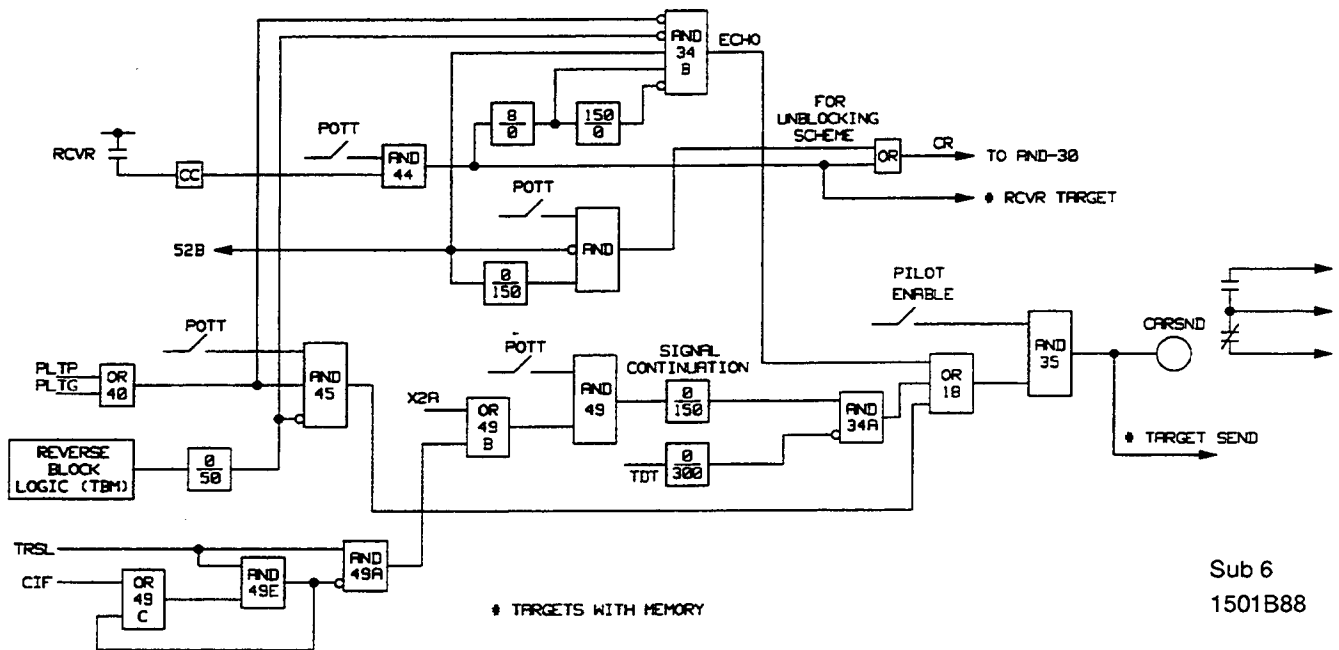 AND
34
B
ECHO
FOR
UNBLOCKING
SCHEME
8
0
150
0
POTT
RCVR
CC
AND
44
OR
CR
TO AND-30
# RCVR TARGET
POTT
52B
AND
0
150
PILOT
ENABLE
CARSND
POTT
PLTP
PLTG
OR
40
AND
45
POTT
SIGNAL
CONTINUATION
AND
35
X2A
OR
49
B
AND
49
0
150
AND
34A
OR
18
REVERSE
BLOCK
LOGIC (TBM)
0
50
TDT
0
300
# TARGET SEND
TRSL
CIF
OR
49
C
AND
49E
AND
49A
# TARGETS WITH MEMORY
Sub 6
1501B88